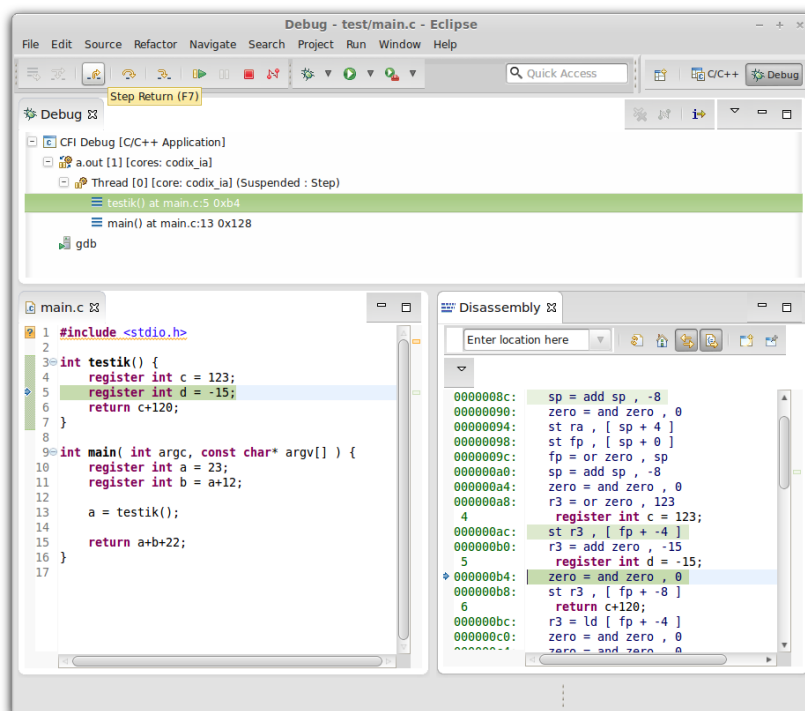 Debug - test/main.c - Eclipse
File Edit Source Refactor Navigate Search Project Run Window Help
Quick Access
C/C++
Debug
Step Return (F7)
Debug
CFI Debug [C/C++ Application]
a.out [1] [cores: codix_ia]
Thread [0] [core: codix_ia] (Suspended : Step)
testik() at main.c:5 0xb4
main() at main.c:13 0x128
gdb
main.c
1 #include <stdio.h>
2
3 int testik() {
4 register int c = 123;
5 register int d = -15;
6 return c+120;
7 }
8
9 int main( int argc, const char* argv[] ) {
10 register int a = 23;
11 register int b = a+12;
12
13 a = testik();
14
15 return a+b+22;
16 }
17
Disassembly
Enter location here
0000008c: sp = add sp , -8
00000090: zero = and zero , 0
00000094: st ra , [ sp + 4 ]
00000098: st fp , [ sp + 0 ]
0000009c: fp = or zero , sp
000000a0: sp = add sp , -8
000000a4: zero = and zero , 0
000000a8: r3 = or zero , 123
4 register int c = 123;
000000ac: st r3 , [ fp + -4 ]
000000b0: r3 = add zero , -15
5 register int d = -15;
000000b4: zero = and zero , 0
000000b8: st r3 , [ fp + -8 ]
6 return c+120;
000000bc: r3 = ld [ fp + -4 ]
000000c0: zero = and zero , 0
000000c4: zero = and zero , 0